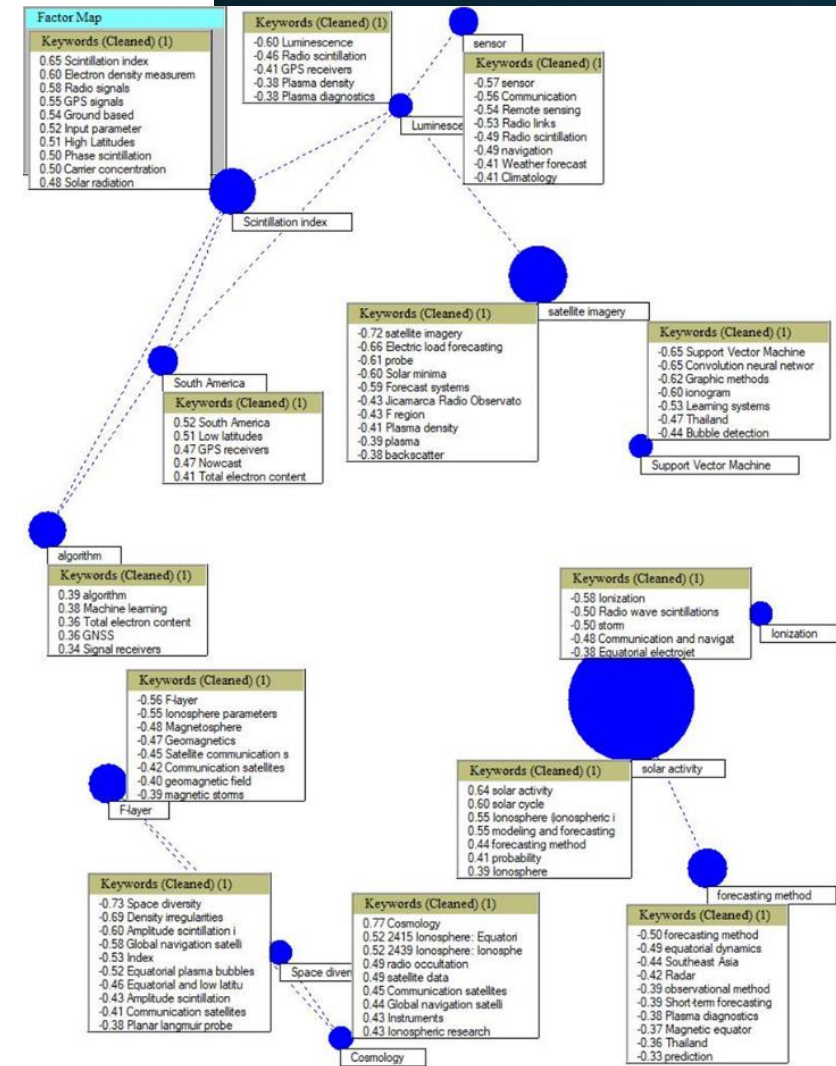 Factor Map
Keywords (Cleaned) (1)
0.65 Scintillation index
0.60 Electron density measurem
0.58 Radio signals
0.55 GPS signals
0.54 Ground based
0.52 Input parameter
0.51 High Latitudes
0.50 Phase scintillation
0.50 Carrier concentration
0.48 Solar radiation
Scintillation index
Keywords (Cleaned) (1)
-0.60 Luminescence
-0.46 Radio scintillation
-0.41 GPS receivers
-0.38 Plasma density
-0.38 Plasma diagnostics
Luminesce
sensor
Keywords (Cleaned) (1
-0.57 sensor
-0.56 Communication
-0.54 Remote sensing
-0.53 Radio links
-0.49 Radio scintillation
-0.49 navigation
-0.41 Weather forecast
-0.41 Climatology
satellite imagery
Keywords (Cleaned) (1)
-0.72 satellite imagery
-0.66 Electric load forecasting
-0.61 probe
-0.60 Solar minima
-0.59 Forecast systems
-0.43 Jicamarca Radio Observato
-0.43 F region
-0.41 Plasma density
-0.39 plasma
-0.38 backscatter
Keywords (Cleaned) (1)
-0.65 Support Vector Machine
-0.65 Convolution neural networ
-0.62 Graphic methods
-0.60 ionogram
-0.53 Learning systems
-0.47 Thailand
-0.44 Bubble detection
Support Vector Machine
South America
Keywords (Cleaned) (1)
0.52 South America
0.51 Low latitudes
0.47 GPS receivers
0.47 Nowcast
0.41 Total electron content
algorithm
Keywords (Cleaned) (1)
0.39 algorithm
0.38 Machine learning
0.36 Total electron content
0.36 GNSS
0.34 Signal receivers
Keywords (Cleaned) (1)
-0.58 Ionization
-0.50 Radio wave scintillations
-0.50 storm
-0.48 Communication and navigat
-0.38 Equatorial electrojet
Ionization
Keywords (Cleaned) (1)
-0.56 F-layer
-0.55 Ionosphere parameters
-0.48 Magnetosphere
-0.47 Geomagnetics
-0.45 Satellite communication s
-0.42 Communication satellites
-0.40 geomagnetic field
-0.39 magnetic storms
F-layer
solar activity
Keywords (Cleaned) (1)
0.64 solar activity
0.60 solar cycle
0.55 Ionosphere (ionospheric i
0.55 modeling and forecasting
0.44 forecasting method
0.41 probability
0.39 Ionosphere
Keywords (Cleaned) (1)
-0.73 Space diversity
-0.69 Density irregularities
-0.60 Amplitude scintillation i
-0.58 Global navigation satelli
-0.53 Index
-0.52 Equatorial plasma bubbles
-0.46 Equatorial and low latitu
-0.43 Amplitude scintillation
-0.41 Communication satellites
-0.38 Planar langmuir probe
Space diver
Keywords (Cleaned) (1)
0.77 Cosmology
0.52 2415 Ionosphere: Equatori
0.52 2439 Ionosphere: Ionosphe
0.49 radio occultation
0.49 satellite data
0.45 Communication satellites
0.44 Global navigation satelli
0.43 Instruments
0.43 Ionospheric research
Cosmology
forecasting method
Keywords (Cleaned) (1)
-0.50 forecasting method
-0.49 equatorial dynamics
-0.44 Southeast Asia
-0.42 Radar
-0.39 observational method
-0.39 Short-term forecasting
-0.38 Plasma diagnostics
-0.37 Magnetic equator
-0.36 Thailand
-0.33 prediction